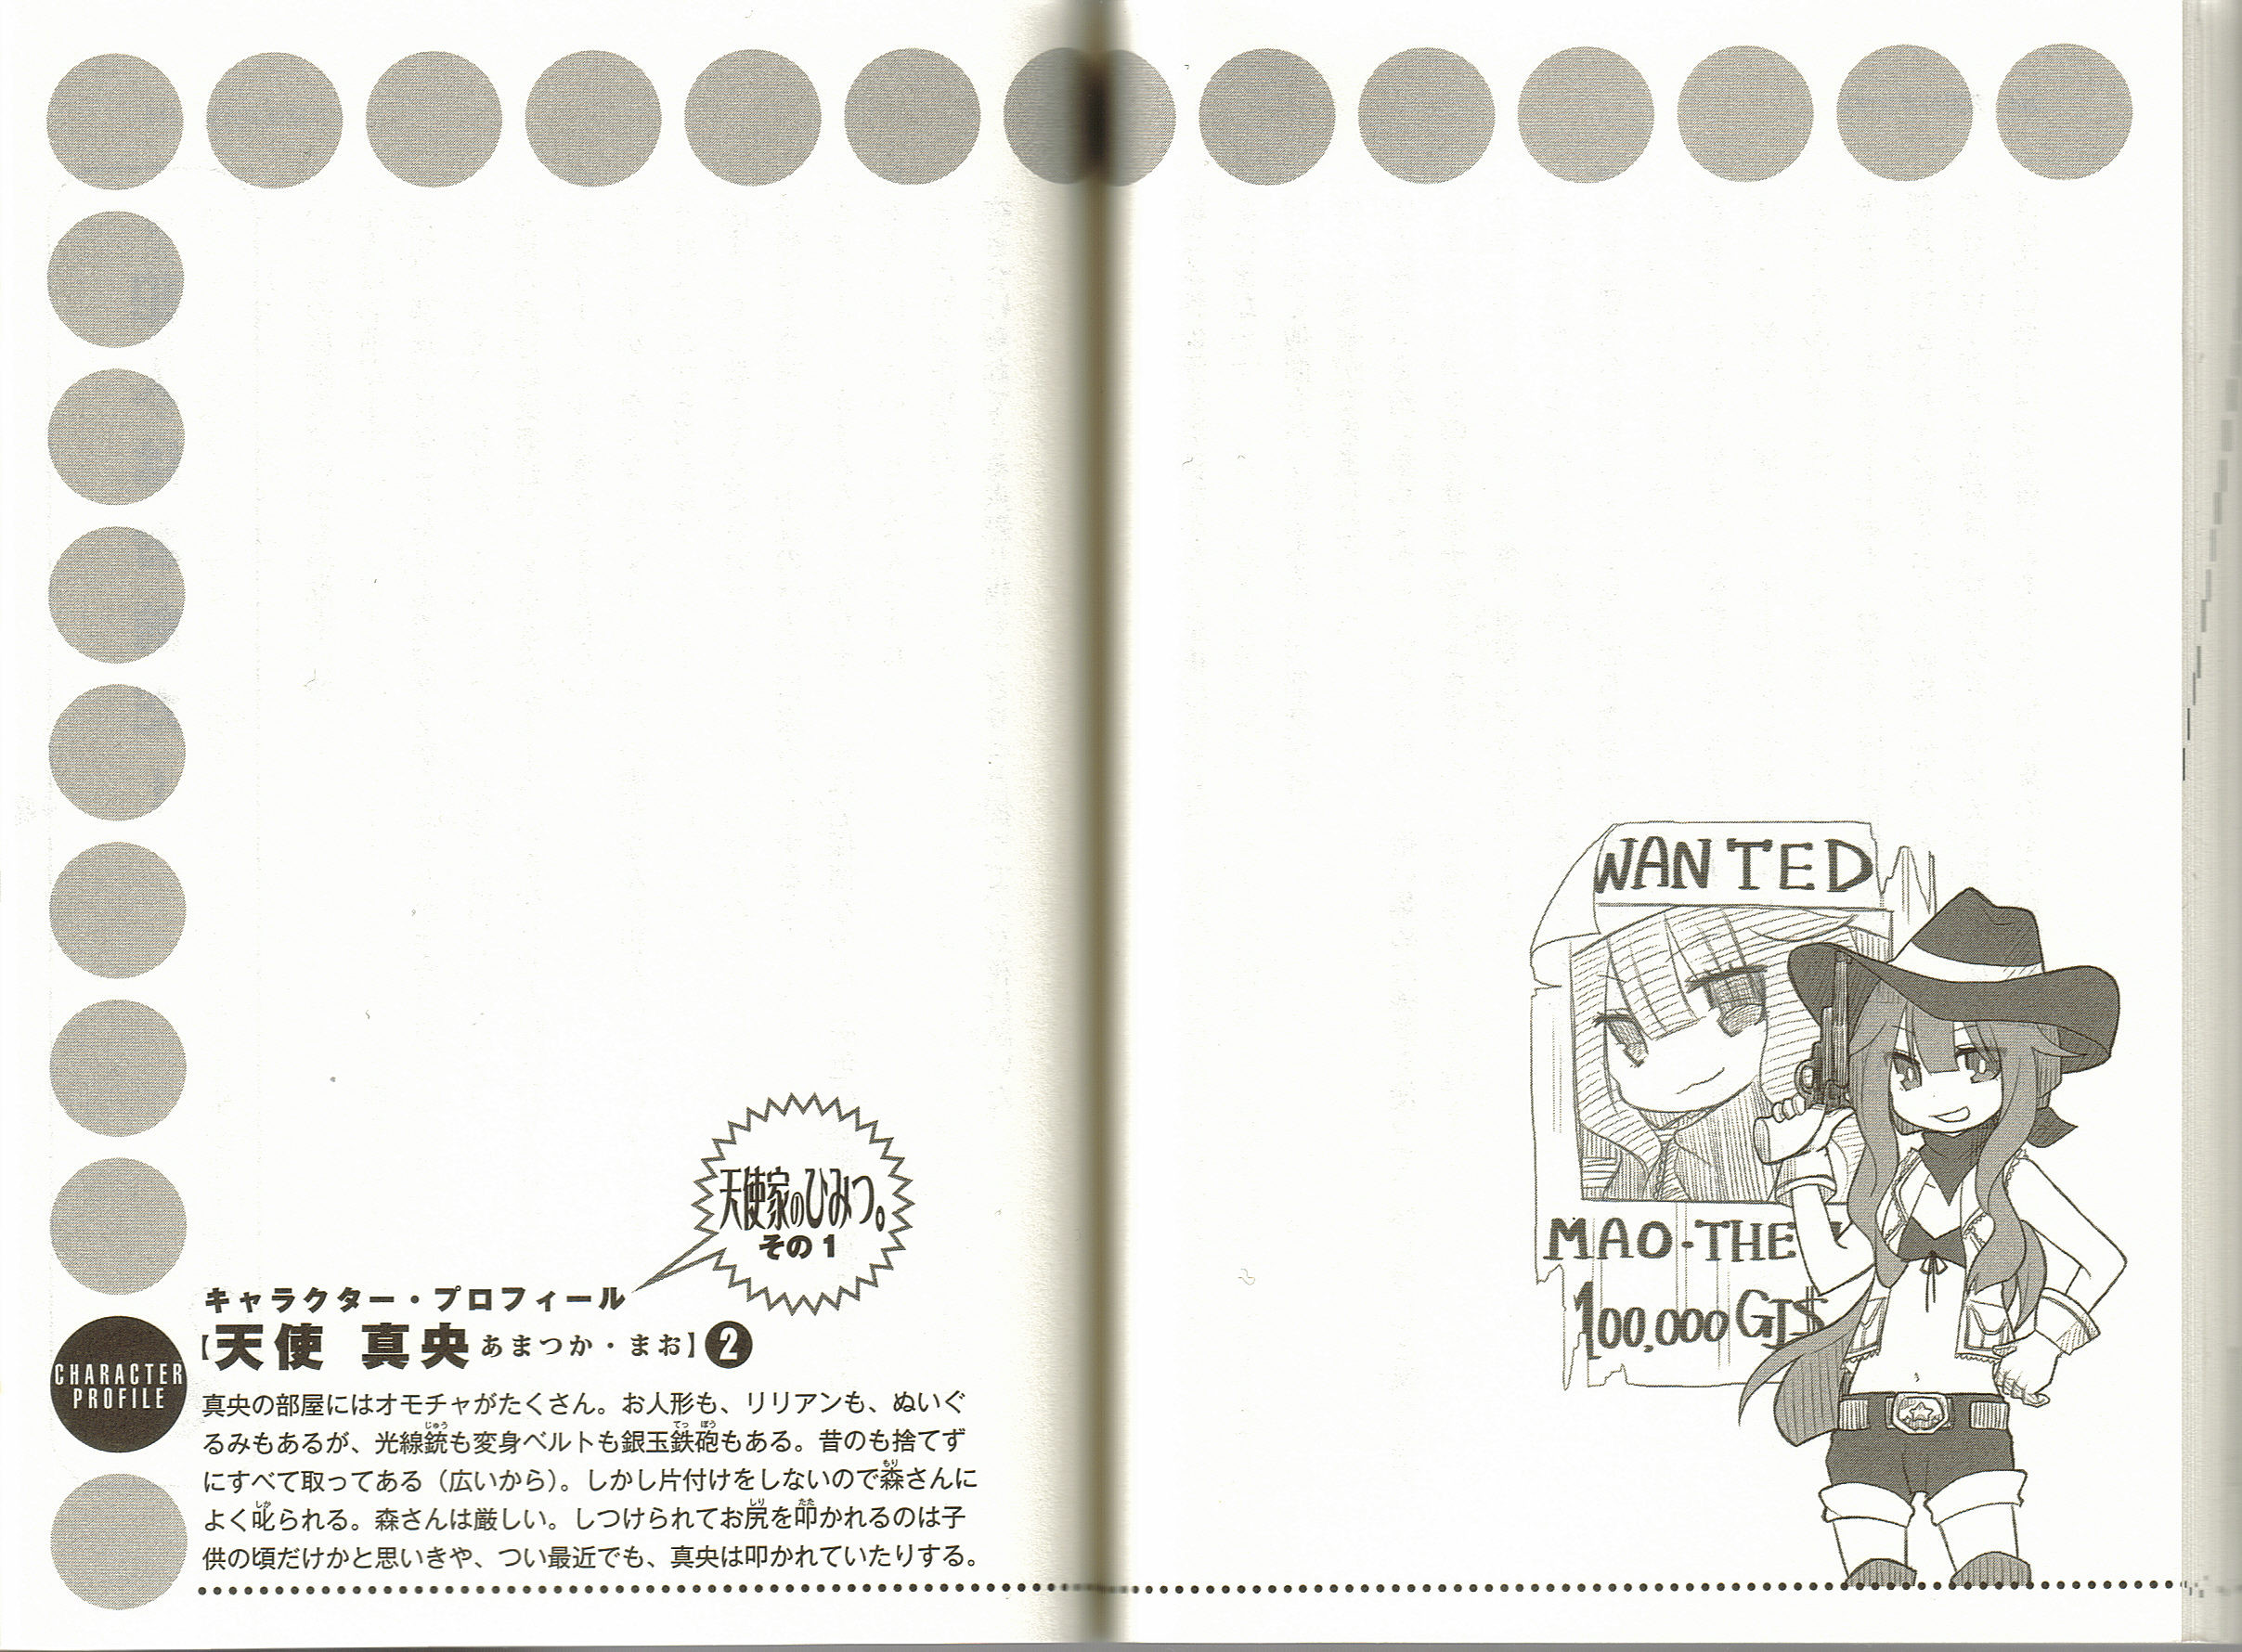 天使家のひみつ。
その1
キャラクター・プロフィール
【天使 真央 あまつか・まお】❷
CHARACTER
PROFILE
真央の部屋にはオモチャがたくさん。お人形も、リリアンも、ぬいぐ
るみもあるが、光線銃も変身ベルトも銀玉鉄砲もある。昔のも捨てず
にすべて取ってある（広いから）。しかし片付けをしないので森さんに
よく叱られる。森さんは厳しい。しつけられてお尻を叩かれるのは子
供の頃だけかと思いきや、つい最近でも、真央は叩かれていたりする。
WANTED
MAO-THE
100,000 GJ$